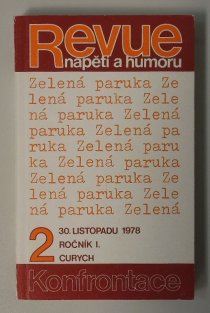 Revue
napětí a humoru
Zelená paruka Ze
lená paruka Zele
ná paruka Zelená
paruka Zelená pa
ruka Zelená paru
ka Zelená paruka
Zelená paruka Ze
lená paruka Zele
ná paruka Zelená
2
30. LISTOPADU 1978
ROČNÍK I.
CURYCH
Konfrontace